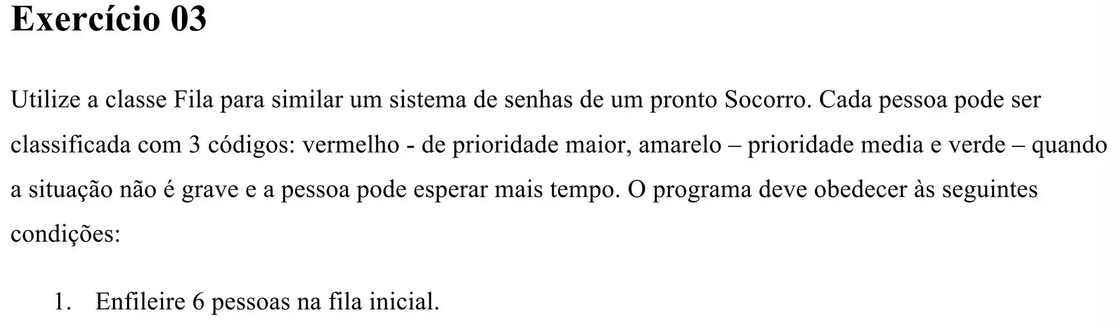 Exercício 03
Utilize a classe Fila para similar um sistema de senhas de um pronto Socorro. Cada pessoa pode ser
classificada com 3 códigos: vermelho - de prioridade maior, amarelo – prioridade media e verde – quando
a situação não é grave e a pessoa pode esperar mais tempo. O programa deve obedecer às seguintes
condições:
1. Enfileire 6 pessoas na fila inicial.